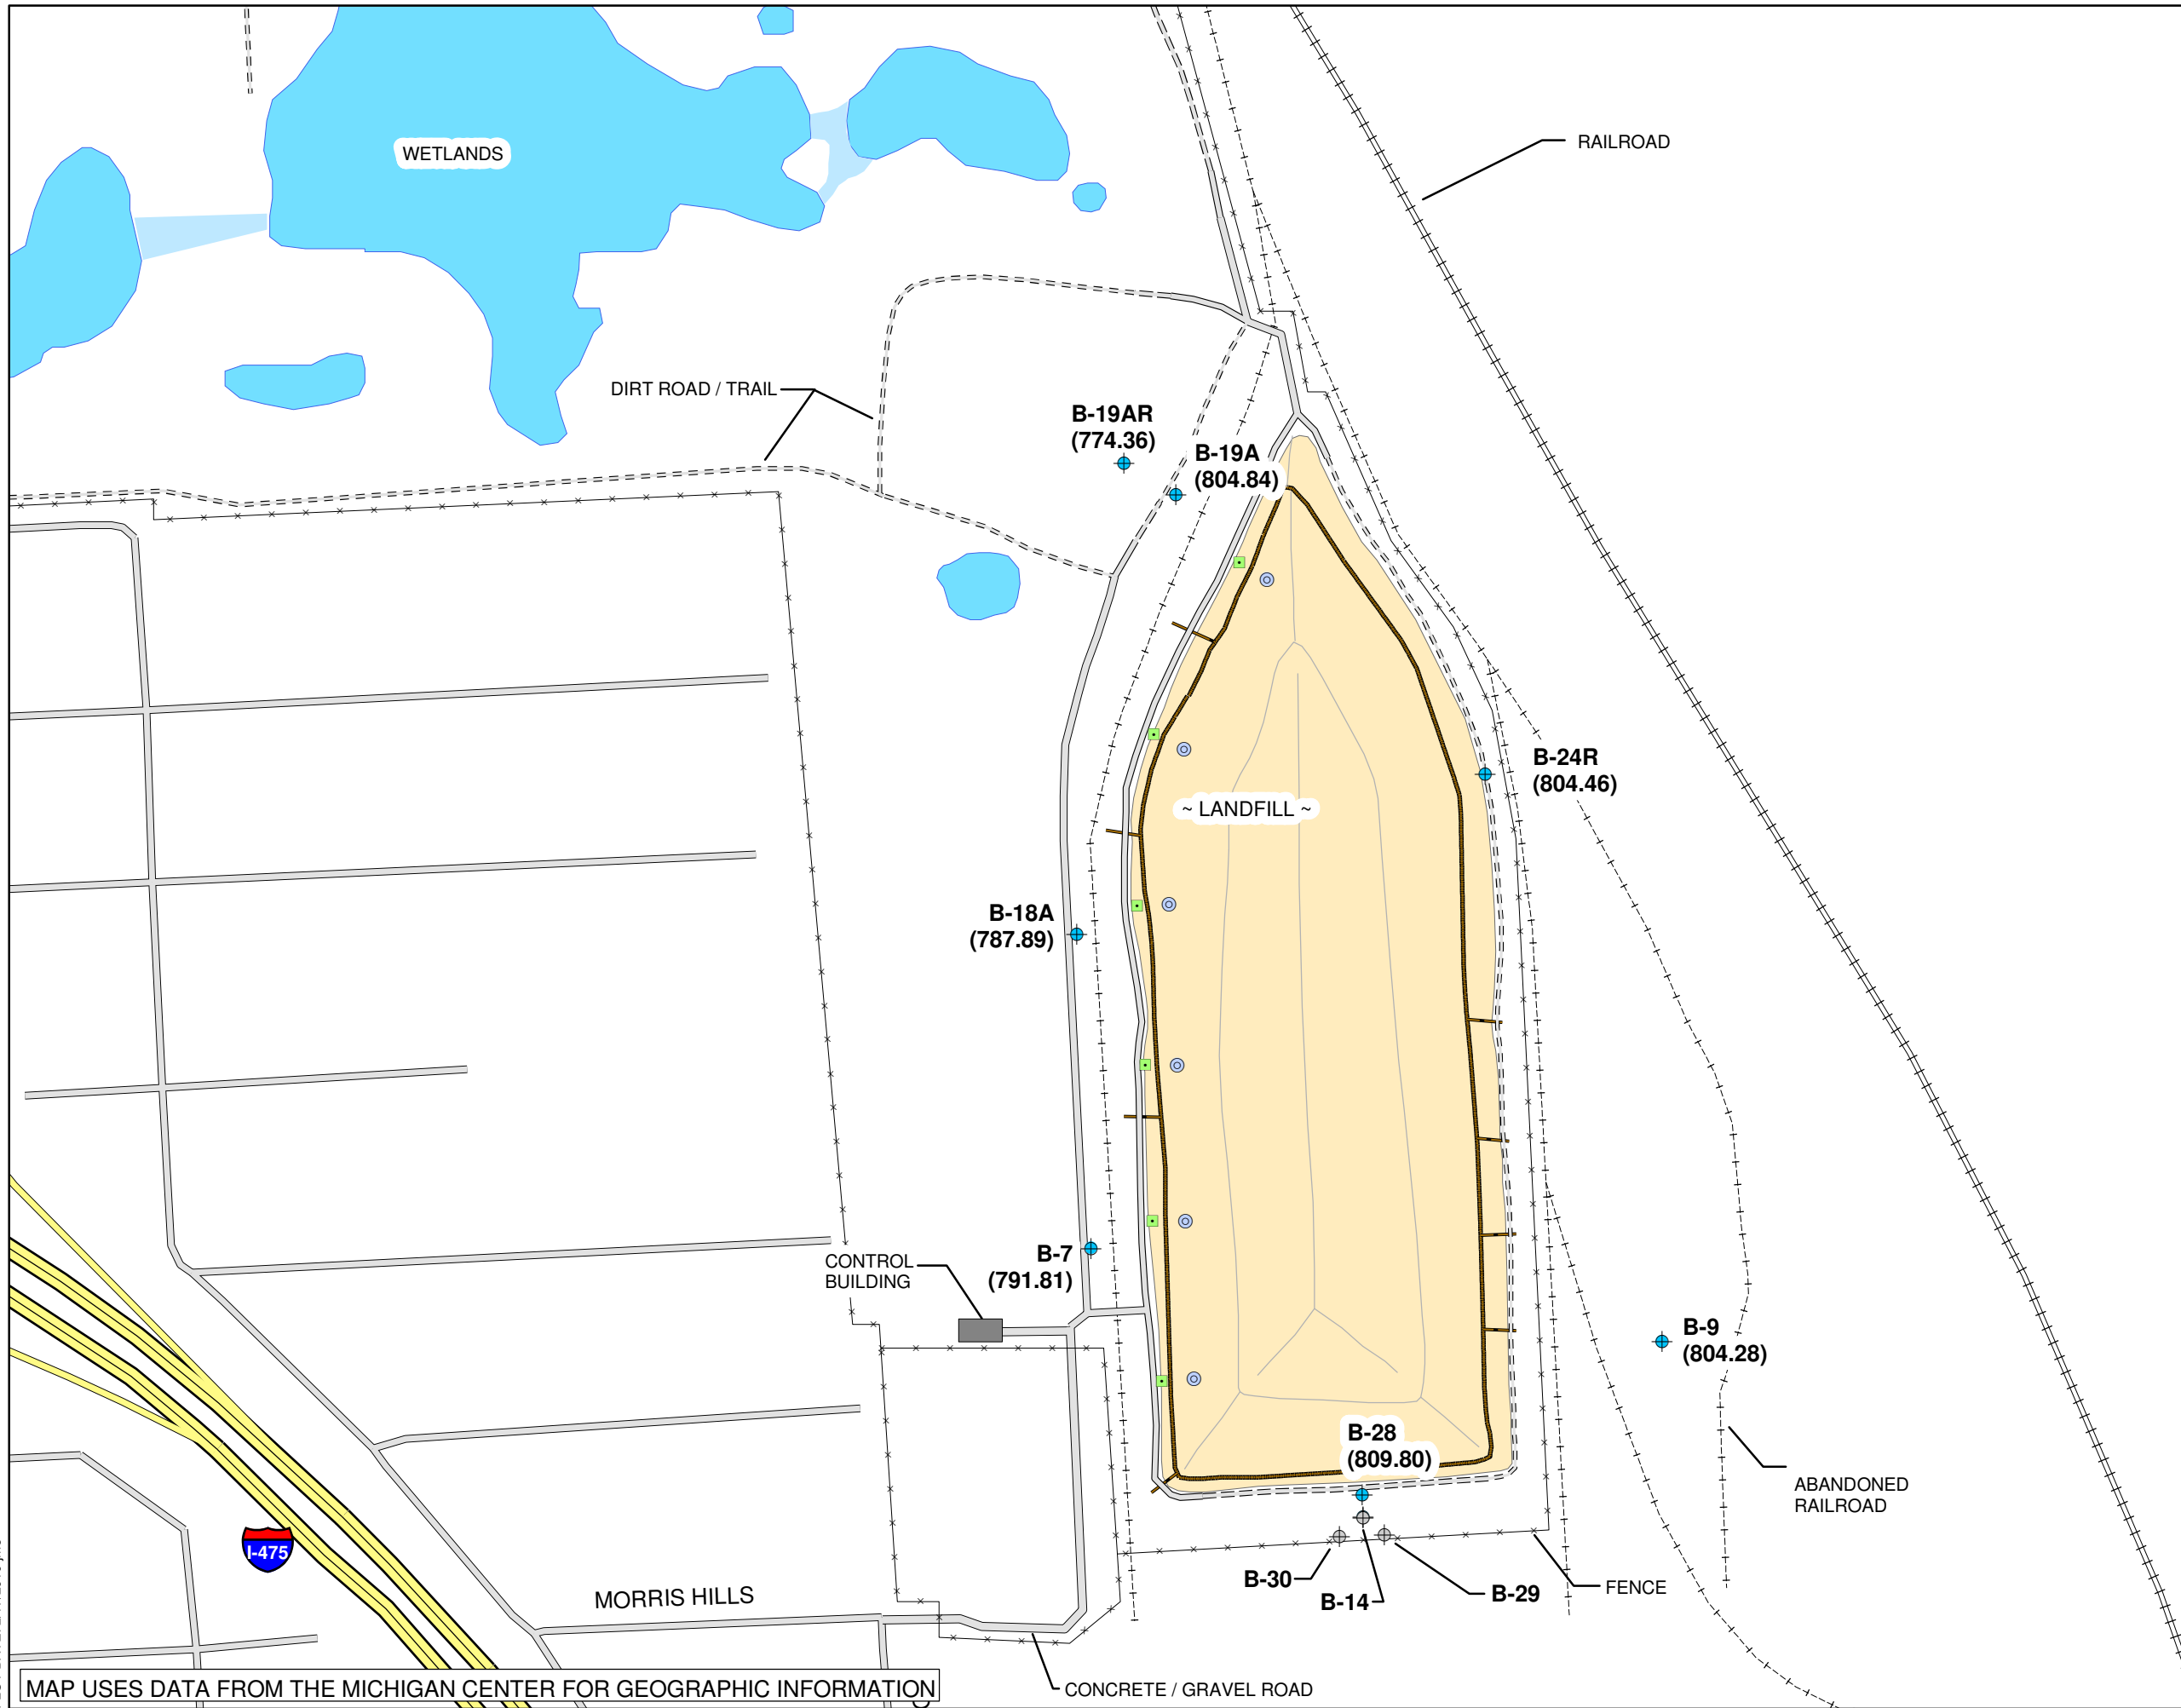 RAILROAD
WETLANDS
DIRT ROAD / TRAIL
B-19AR
(774.36)
B-19A
(804.84)
B-24R
(804.46)
~ LANDFILL ~
B-18A
(787.89)
B-7
(791.81)
CONTROL
BUILDING
B-9
(804.28)
B-28
(809.80)
ABANDONED
RAILROAD
I-475
B-30
B-14
B-29
FENCE
MORRIS HILLS
CONCRETE / GRAVEL ROAD
MAP USES DATA FROM THE MICHIGAN CENTER FOR GEOGRAPHIC INFORMATION